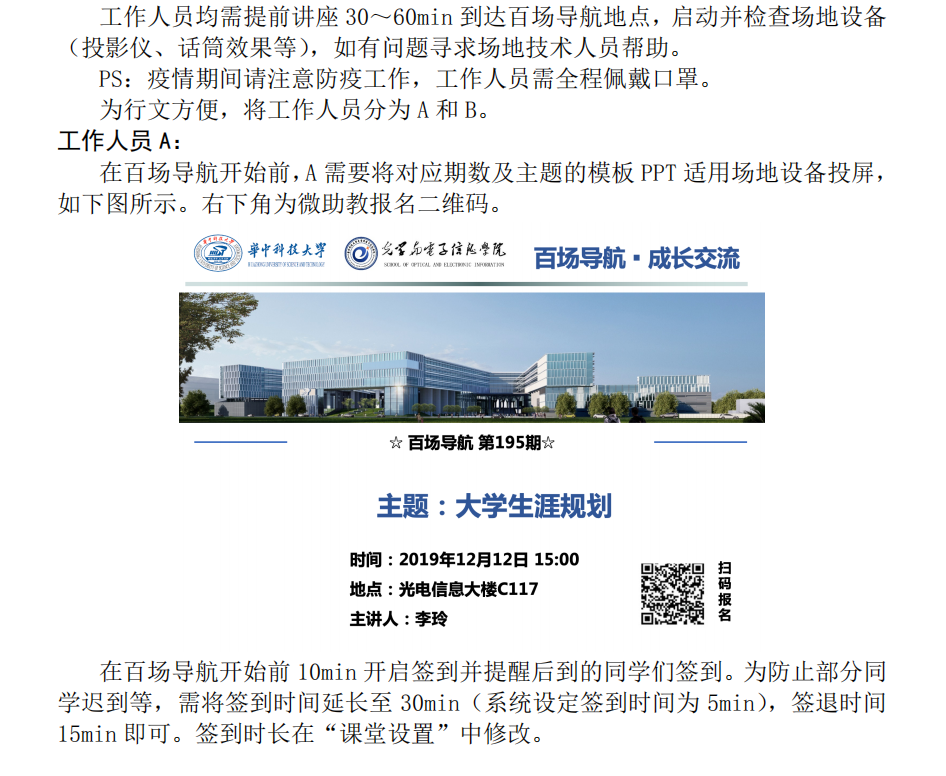 工作人员均需提前讲座 30～60min 到达百场导航地点，启动并检查场地设备
（投影仪、话筒效果等），如有问题寻求场地技术人员帮助。
PS：疫情期间请注意防疫工作，工作人员需全程佩戴口罩。
为行文方便，将工作人员分为 A 和 B。
工作人员 A：
在百场导航开始前，A 需要将对应期数及主题的模板 PPT 适用场地设备投屏，
如下图所示。右下角为微助教报名二维码。
華中科技大学
光学与电子信息学院
SCHOOL OF OPTICAL AND ELECTRONIC INFORMATION
百场导航·成长交流
☆ 百场导航 第195期☆
主题：大学生涯规划
时间：2019年12月12日 15:00
地点：光电信息大楼C117
主讲人：李玲
扫码报名
在百场导航开始前 10min 开启签到并提醒后到的同学们签到。为防止部分同
学迟到等，需将签到时间延长至 30min（系统设定签到时间为 5min），签退时间
15min 即可。签到时长在“课堂设置”中修改。